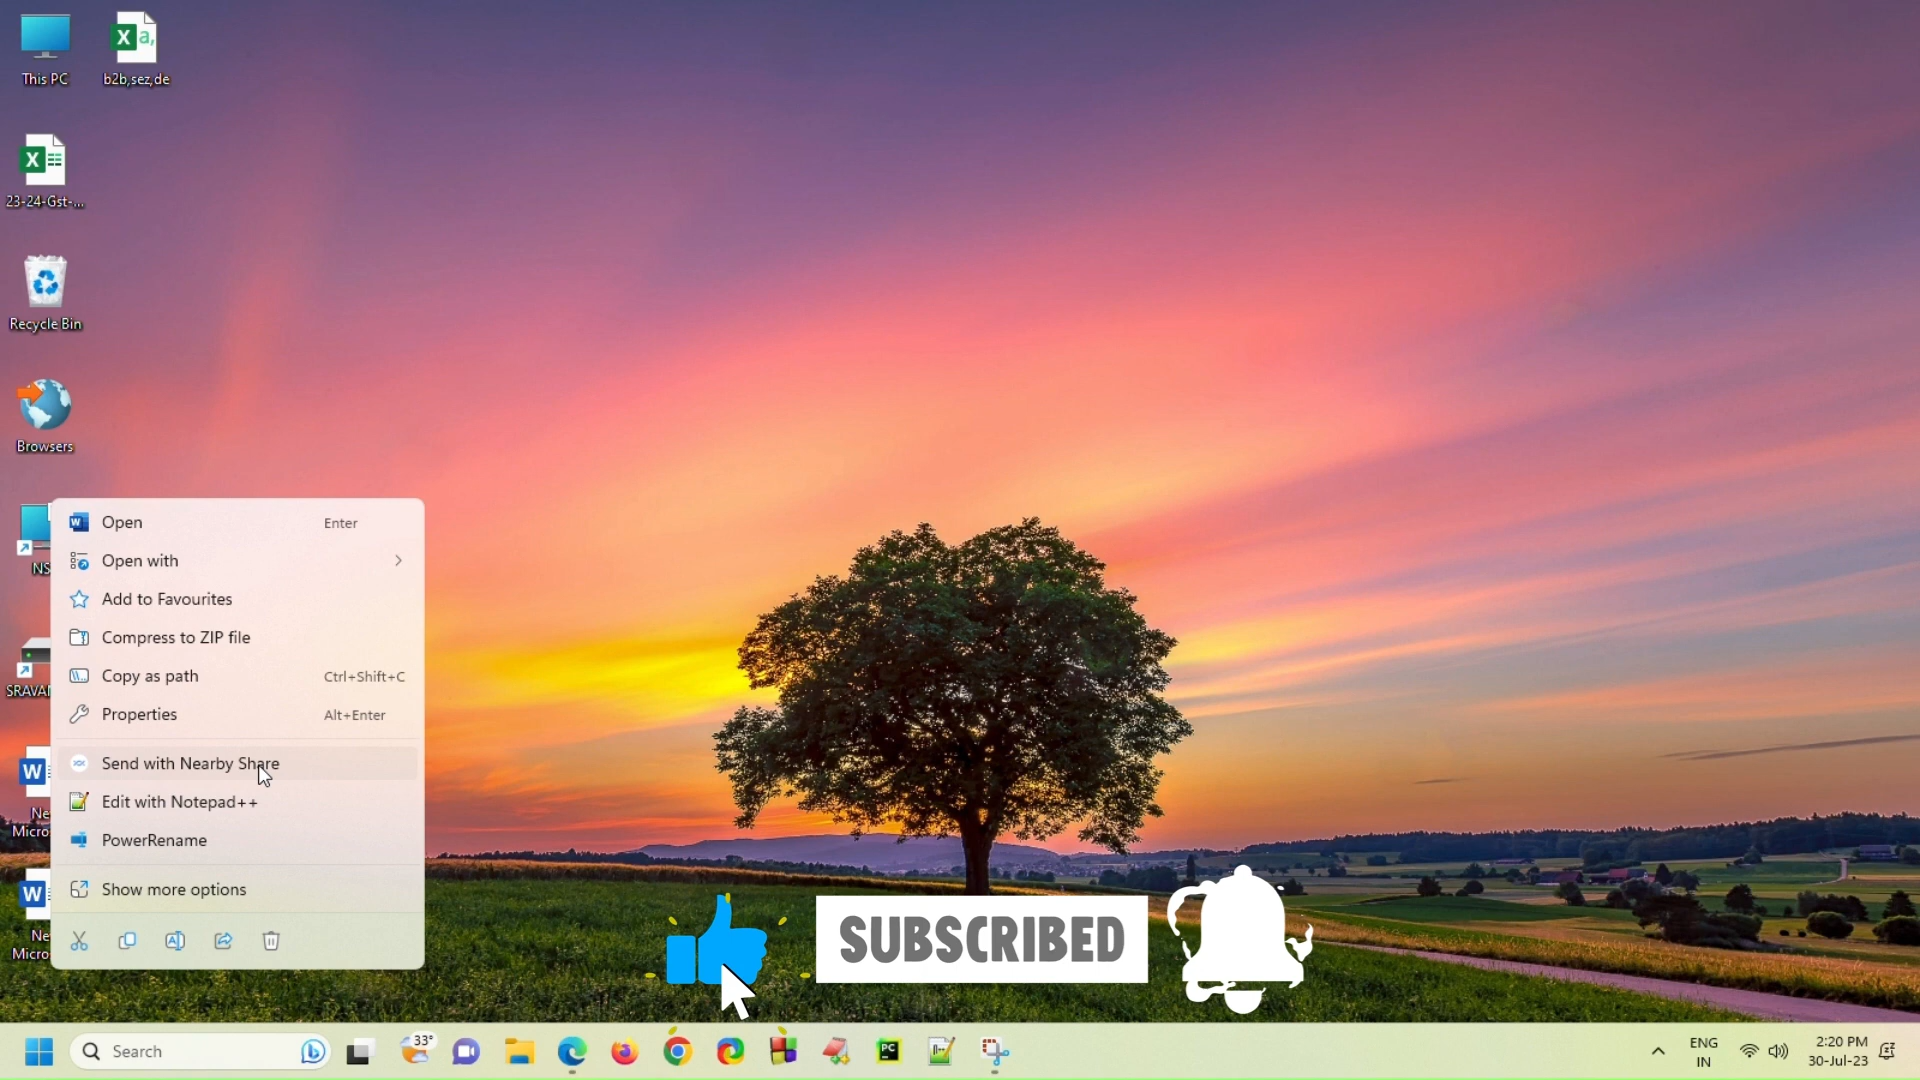 This PC
b2b,sez,de
23-24-Gst-...
Recycle Bin
Browsers
NS
SRAVAN
Ne
Micro
Ne
Micro
Open Enter
Open with
Add to Favourites
Compress to ZIP file
Copy as path Ctrl+Shift+C
Properties Alt+Enter
Send with Nearby Share
Edit with Notepad++
PowerRename
Show more options
SUBSCRIBED
Search
33°
PC
ENG
IN
2:20 PM
30-Jul-23